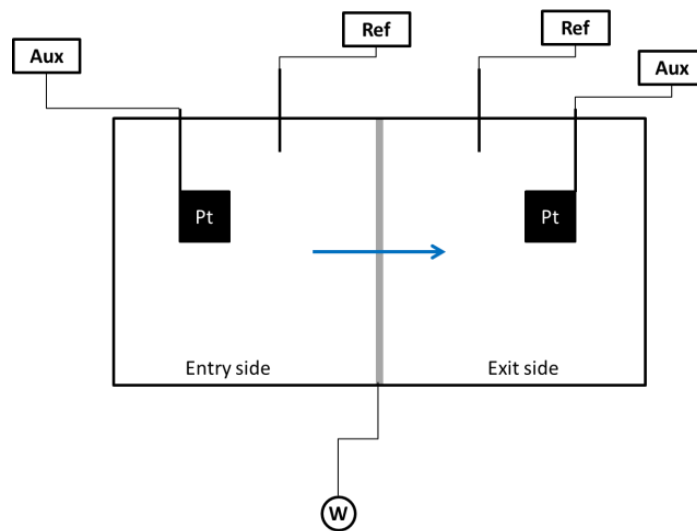 Ref
Ref
Aux
Aux
Pt
Pt
Entry side
Exit side
W